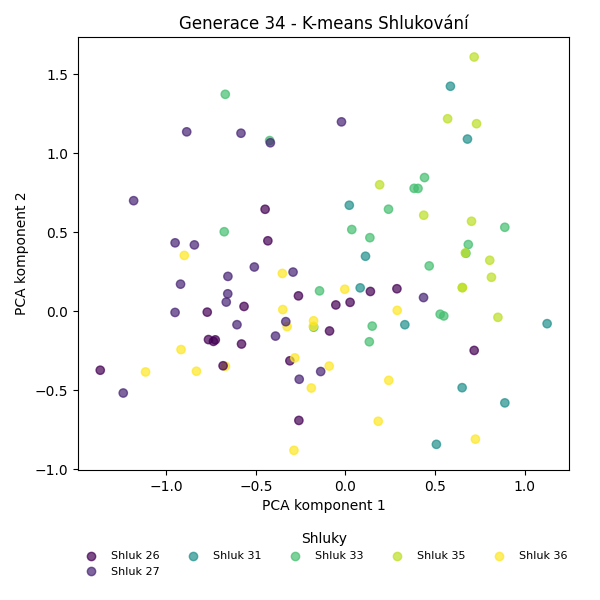 Generace 34 - K-means Shlukování
PCA komponent 2
1.5
1.0
0.5
0.0
−0.5
−1.0
−1.0 −0.5 0.0 0.5 1.0
PCA komponent 1
Shluky
Shluk 26 Shluk 31 Shluk 33 Shluk 35 Shluk 36
Shluk 27